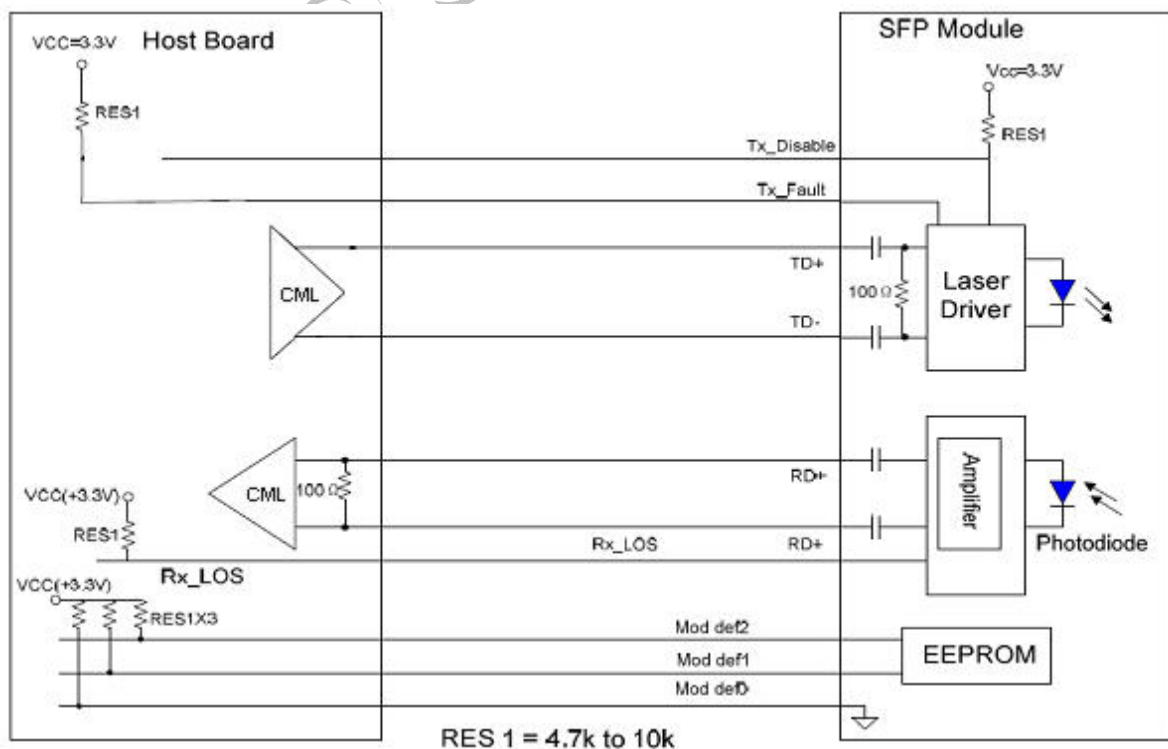 Host Board
VCC=3.3V
RES1
SFP Module
Vcc=3.3V
RES1
Tx_Disable
Tx_Fault
CML
TD+
TD-
100 Ω
Laser
Driver
CML
100 Ω
RD+
RD+
Amplifier
Photodiode
VCC(+3.3V)
RES1
Rx_LOS
Rx_LOS
VCC(+3.3V)
RES1X3
Mod def2
Mod def1
Mod def0
EEPROM
RES 1 = 4.7k to 10k